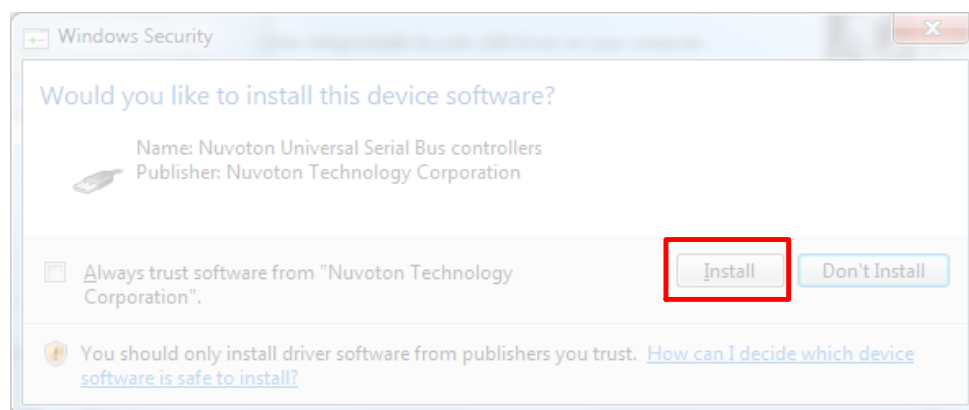 Windows Security
Would you like to install this device software?
Name: Nuvoton Universal Serial Bus controllers
Publisher: Nuvoton Technology Corporation
Always trust software from "Nuvoton Technology
Corporation".
Install
Don't Install
You should only install driver software from publishers you trust. How can I decide which device
software is safe to install?